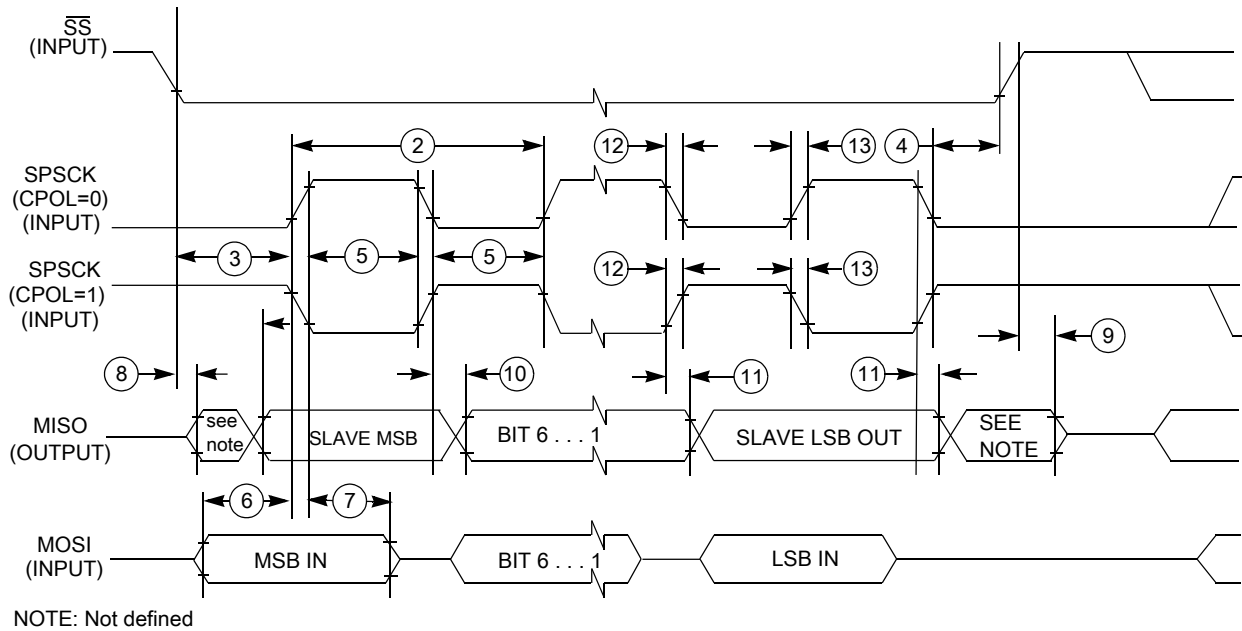 SS
(INPUT)
2
12
13
4
SPSCK
(CPOL=0)
(INPUT)
3
5
5
SPSCK
(CPOL=1)
(INPUT)
12
13
8
10
11
11
9
MISO
(OUTPUT)
see
note
SLAVE MSB
BIT 6 . . . 1
SLAVE LSB OUT
SEE
NOTE
6
7
MOSI
(INPUT)
MSB IN
BIT 6 . . . 1
LSB IN
NOTE: Not defined